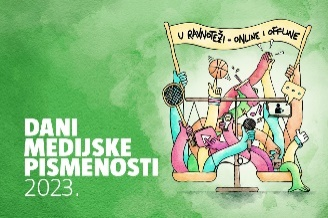 U RAVNOTEŽI - ONLINE I OFFLINE
DANI
MEDIJSKE
PISMENOSTI
2023.